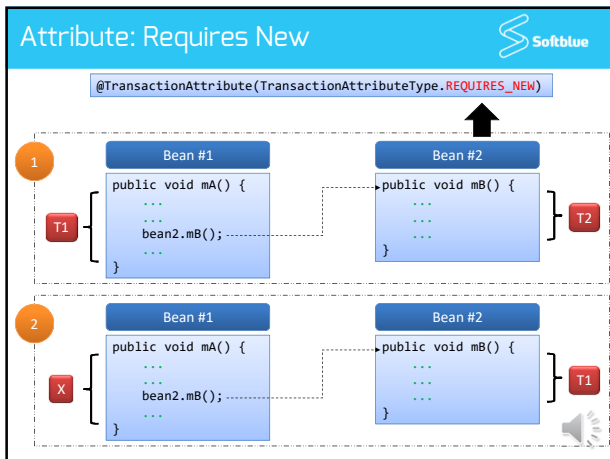 Attribute: Requires New
Softblue
@TransactionAttribute(TransactionAttributeType.REQUIRES_NEW)
1
Bean #1
public void mA() {
...
...
bean2.mB();
...
}
T1
Bean #2
public void mB() {
...
...
...
}
T2
2
Bean #1
public void mA() {
...
...
bean2.mB();
...
}
X
Bean #2
public void mB() {
...
...
...
}
T1